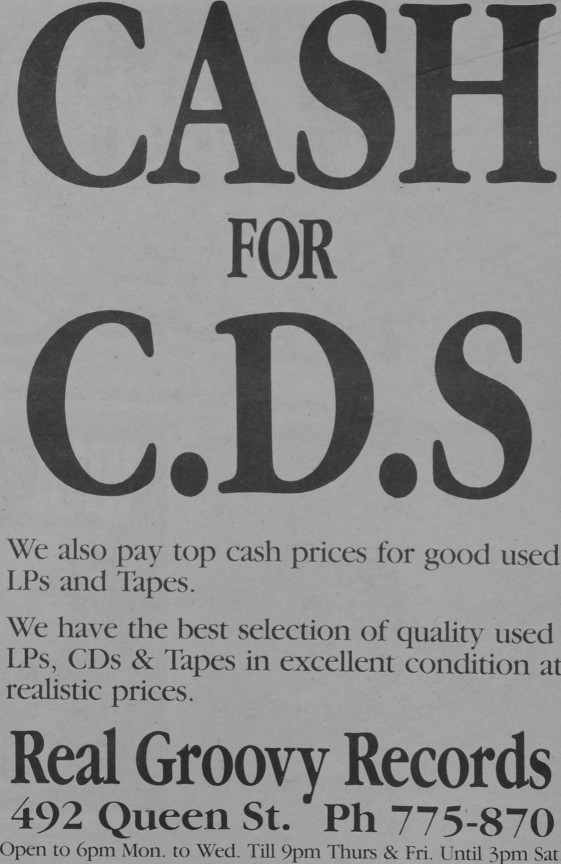 CASH
FOR
C.D.S
We also pay top cash prices for good used
LPs and Tapes.
We have the best selection of quality used
LPs, CDs & Tapes in excellent condition at
realistic prices.
Real Groovy Records
492 Queen St. Ph 775-870
Open to 6pm Mon. to Wed. Till 9pm Thurs & Fri. Until 3pm Sat